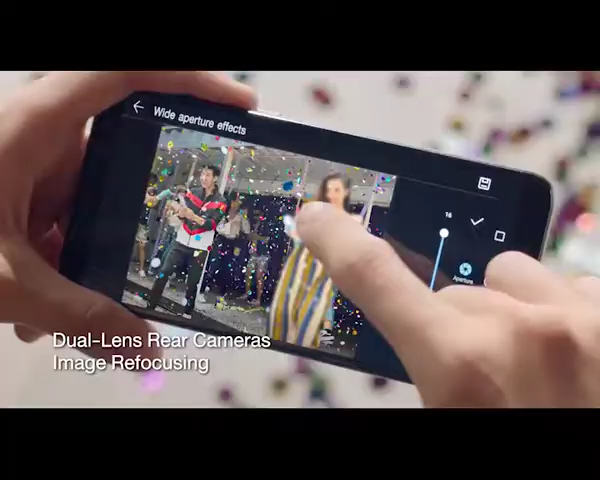 Wide aperture effects
16
Aperture
Dual-Lens Rear Cameras
Image Refocusing